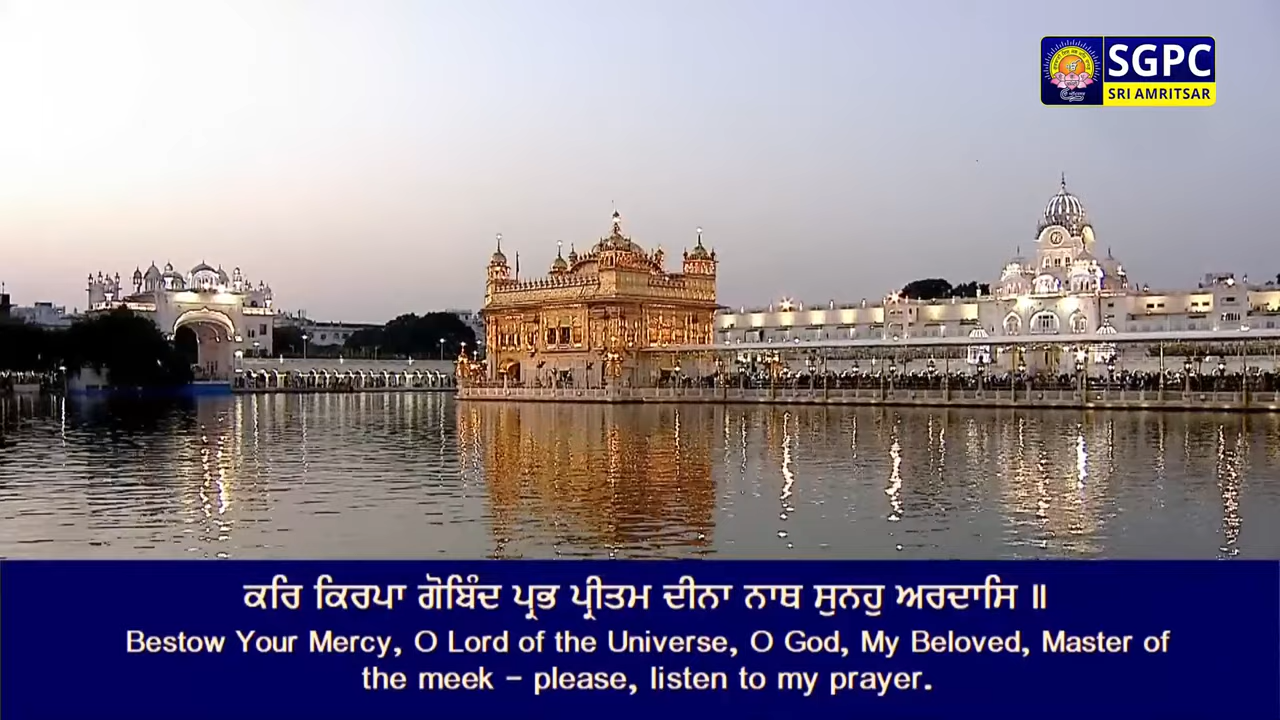 SGPC
SRI AMRITSAR
ਕਰਿ ਕਿਰਪਾ ਗੋਬਿੰਦ ਪ੍ਰਭ ਪ੍ਰੀਤਮ ਦੀਨਾ ਨਾਥ ਸੁਨਹੁ ਅਰਦਾਸਿ ॥
Bestow Your Mercy, O Lord of the Universe, O God, My Beloved, Master of
the meek – please, listen to my prayer.